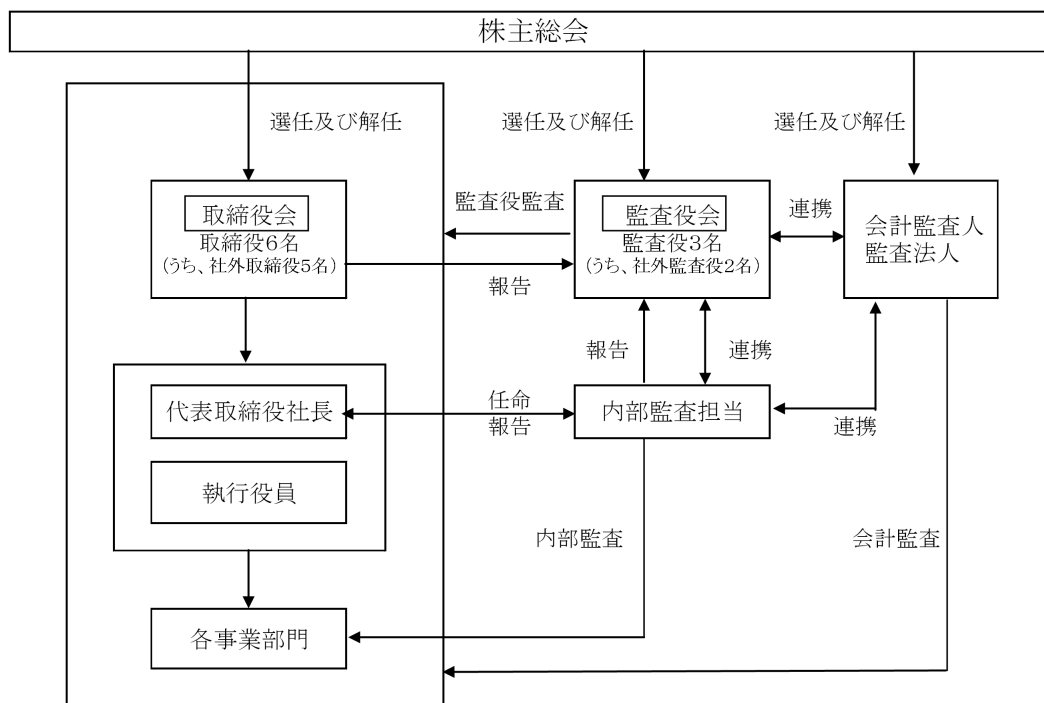 株主総会
選任及び解任
選任及び解任
選任及び解任
取締役会
取締役6名
(うち、社外取締役5名)
監査役監査
報告
監査役会
監査役3名
(うち、社外監査役2名)
連携
会計監査人
監査法人
報告
連携
代表取締役社長
任命
報告
内部監査担当
連携
執行役員
内部監査
会計監査
各事業部門